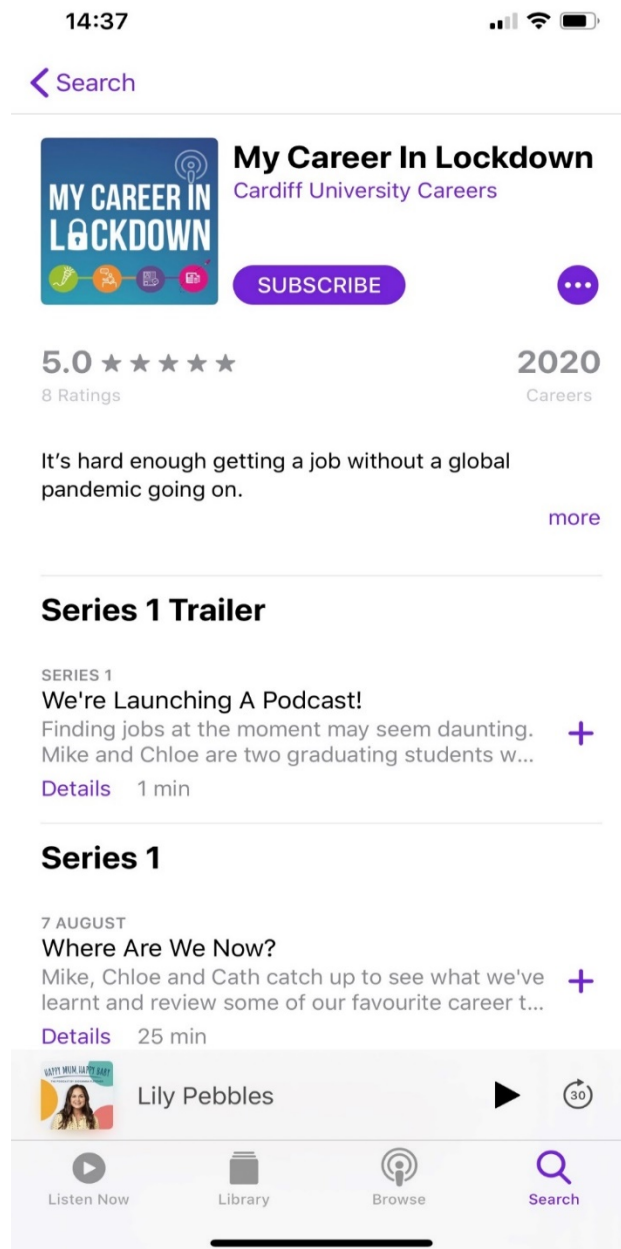 14:37
Search
MY CAREER IN
LOCKDOWN
My Career In Lockdown
Cardiff University Careers
SUBSCRIBE
5.0 ★★★★★
2020
8 Ratings
Careers
It's hard enough getting a job without a global
pandemic going on.
more
Series 1 Trailer
SERIES 1
We're Launching A Podcast!
Finding jobs at the moment may seem daunting.
Mike and Chloe are two graduating students w...
Details 1 min
Series 1
7 AUGUST
Where Are We Now?
Mike, Chloe and Cath catch up to see what we've
learnt and review some of our favourite career t...
Details 25 min
HAPPY MUM, HAPPY BABY
Lily Pebbles
30
Listen Now
Library
Browse
Search